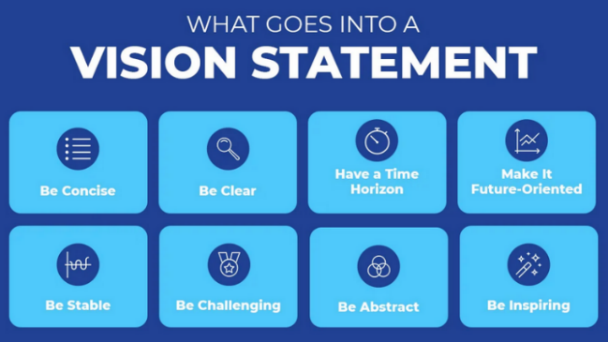 WHAT GOES INTO A
VISION STATEMENT
Be Concise
Be Clear
Have a Time
Horizon
Make It
Future-Oriented
Be Stable
Be Challenging
Be Abstract
Be Inspiring